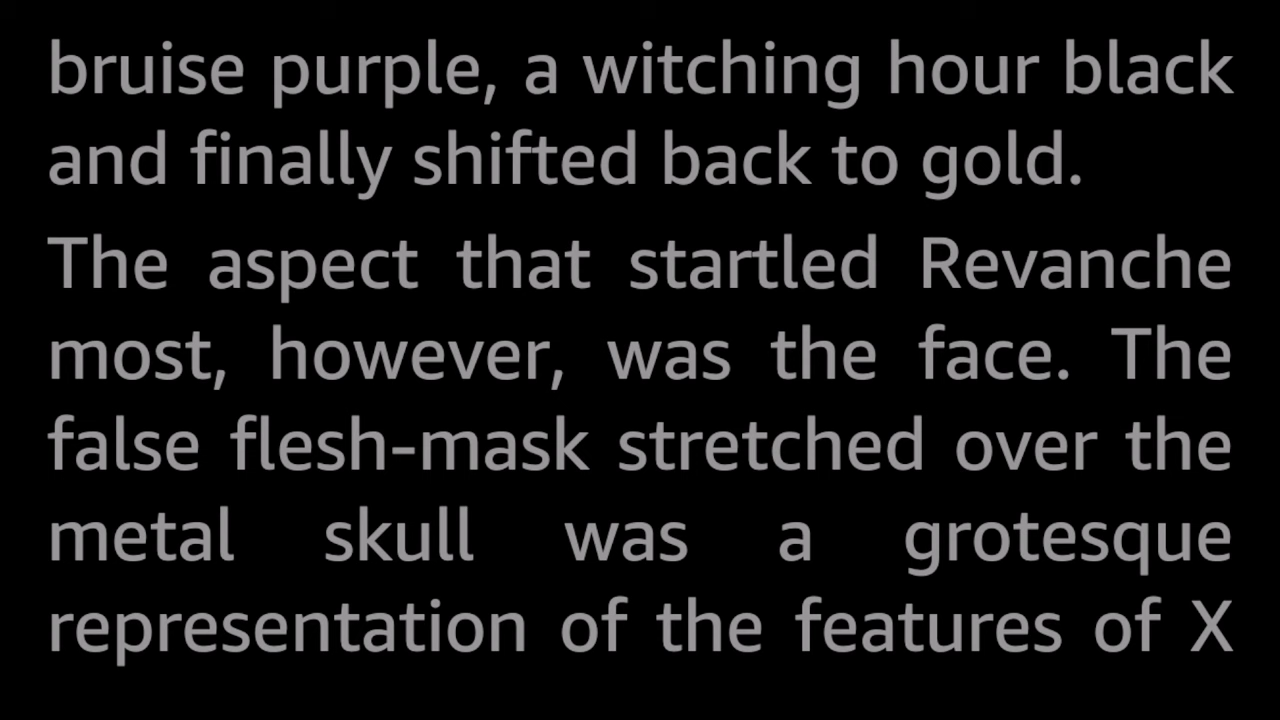 bruise purple, a witching hour black
and finally shifted back to gold.
The aspect that startled Revanche
most, however, was the face. The
false flesh-mask stretched over the
metal skull was a grotesque
representation of the features of X